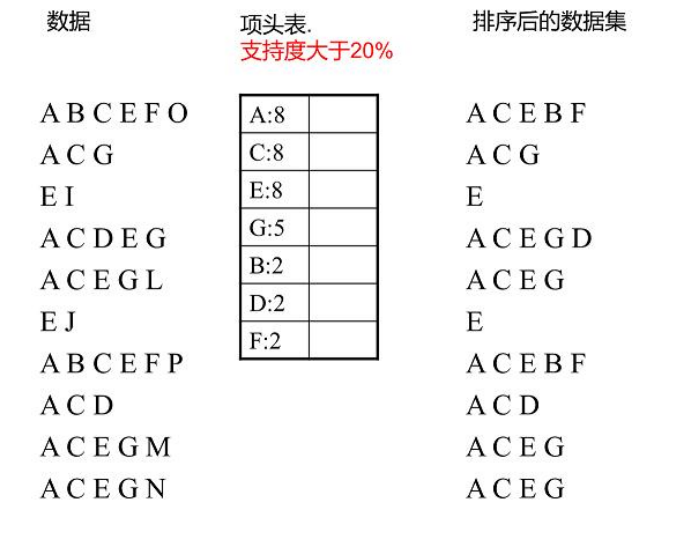 数据
项头表.
支持度大于20%
排序后的数据集
A B C E F O
A C G
E I
A C D E G
A C E G L
E J
A B C E F P
A C D
A C E G M
A C E G N
A:8
C:8
E:8
G:5
B:2
D:2
F:2
A C E B F
A C G
E
A C E G D
A C E G
E
A C E B F
A C D
A C E G
A C E G